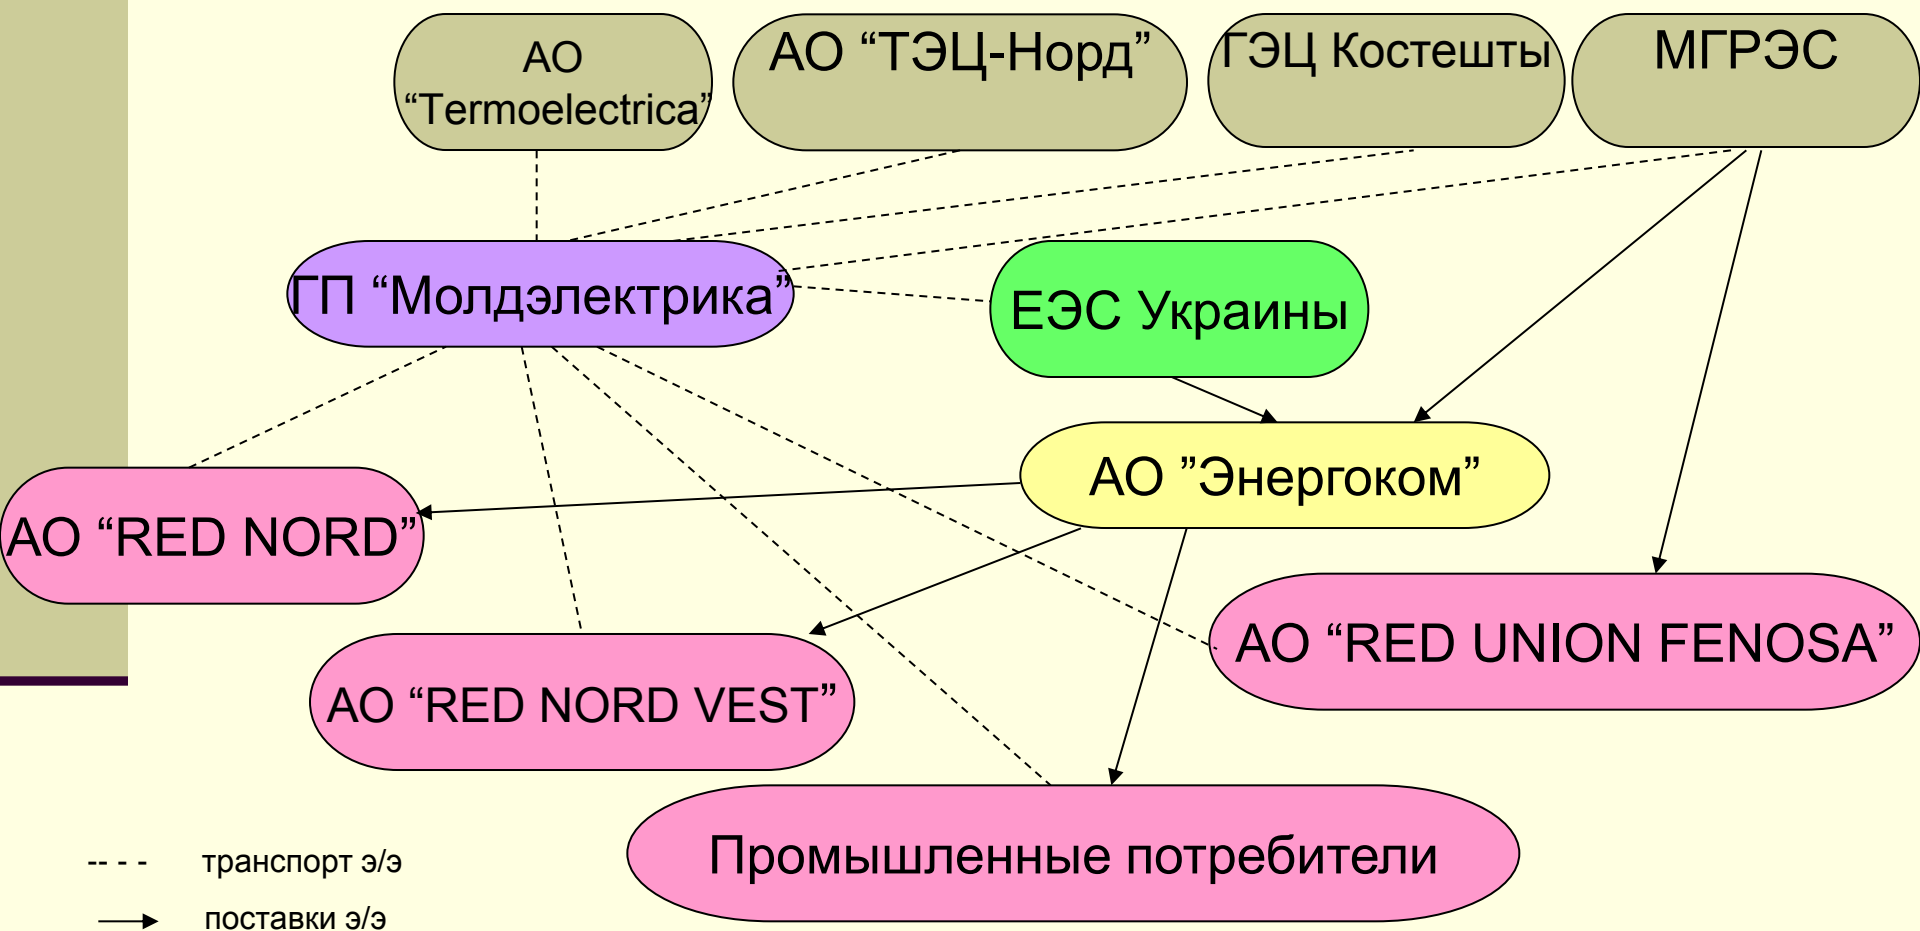 АО
“Termoelectrica”
АО “ТЭЦ-Норд”
ГЭЦ Костешты
МГРЭС
ГП “Молдэлектрика”
ЕЭС Украины
АО ”Энергоком”
АО “RED NORD”
АО “RED UNION FENOSA”
АО “RED NORD VEST”
Промышленные потребители
-- - - транспорт э/э
поставки э/э